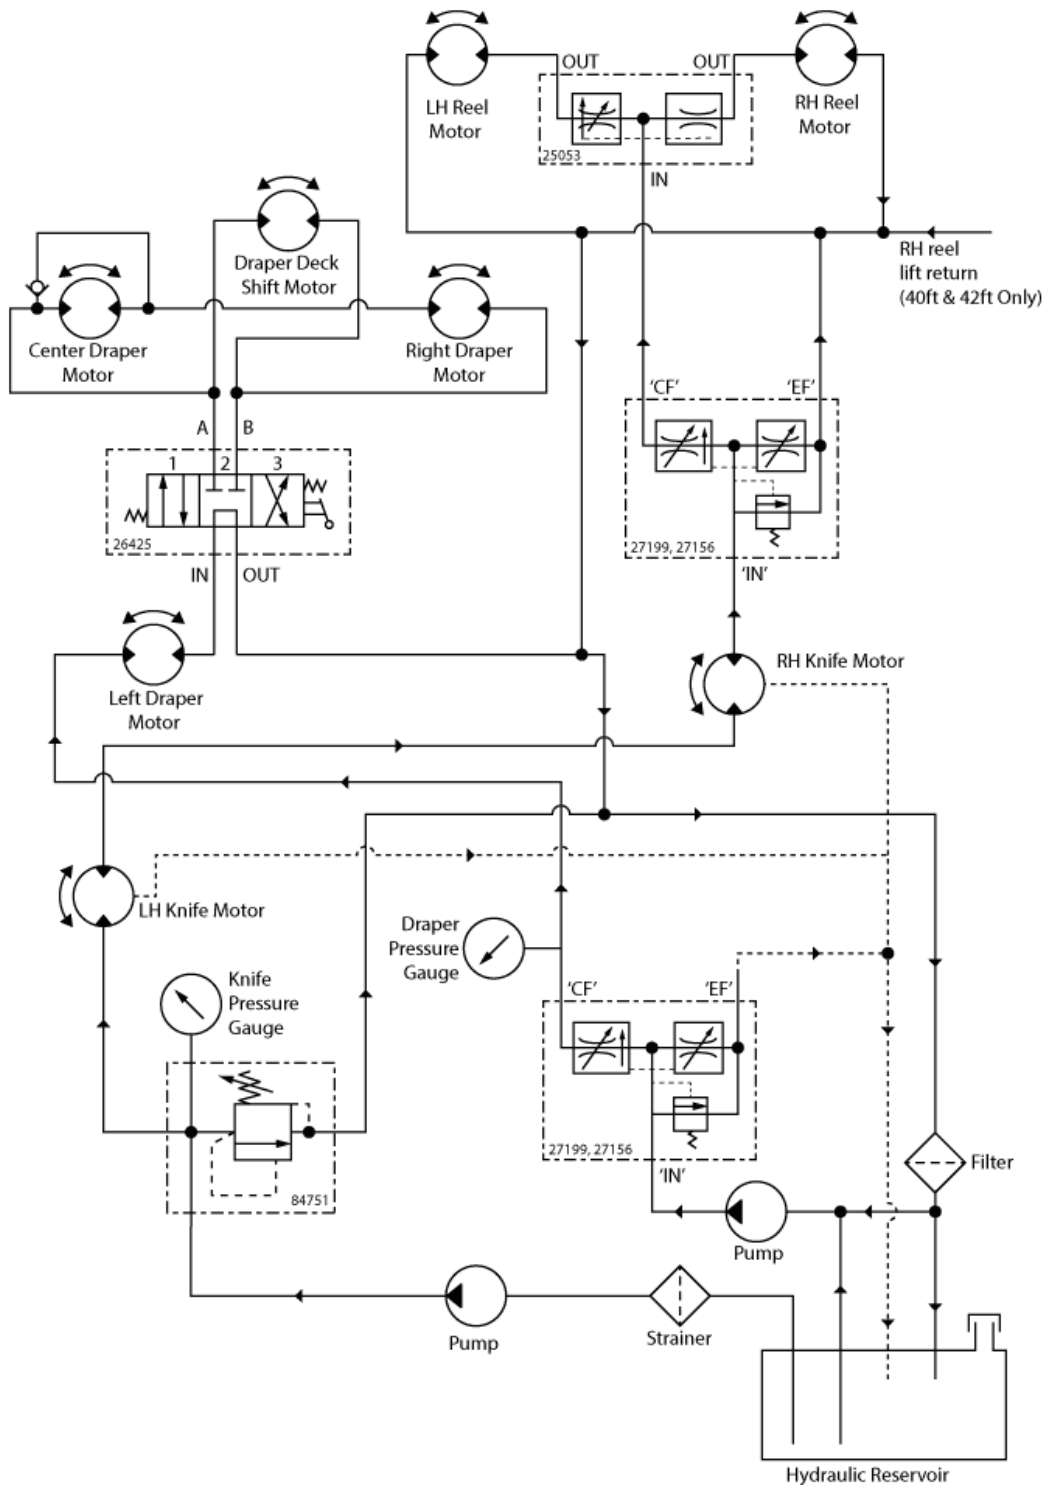 LH Reel
Motor
OUT
OUT
RH Reel
Motor
25053
IN
RH reel
lift return
(40ft & 42ft Only)
Draper Deck
Shift Motor
Center Draper
Motor
Right Draper
Motor
'CF'
'EF'
A
B
1
2
3
26425
27199, 27156
IN
OUT
'IN'
RH Knife Motor
Left Draper
Motor
LH Knife Motor
Draper
Pressure
Gauge
Knife
Pressure
Gauge
'CF'
'EF'
27199, 27156
84751
'IN'
Filter
Pump
Pump
Strainer
Hydraulic Reservoir